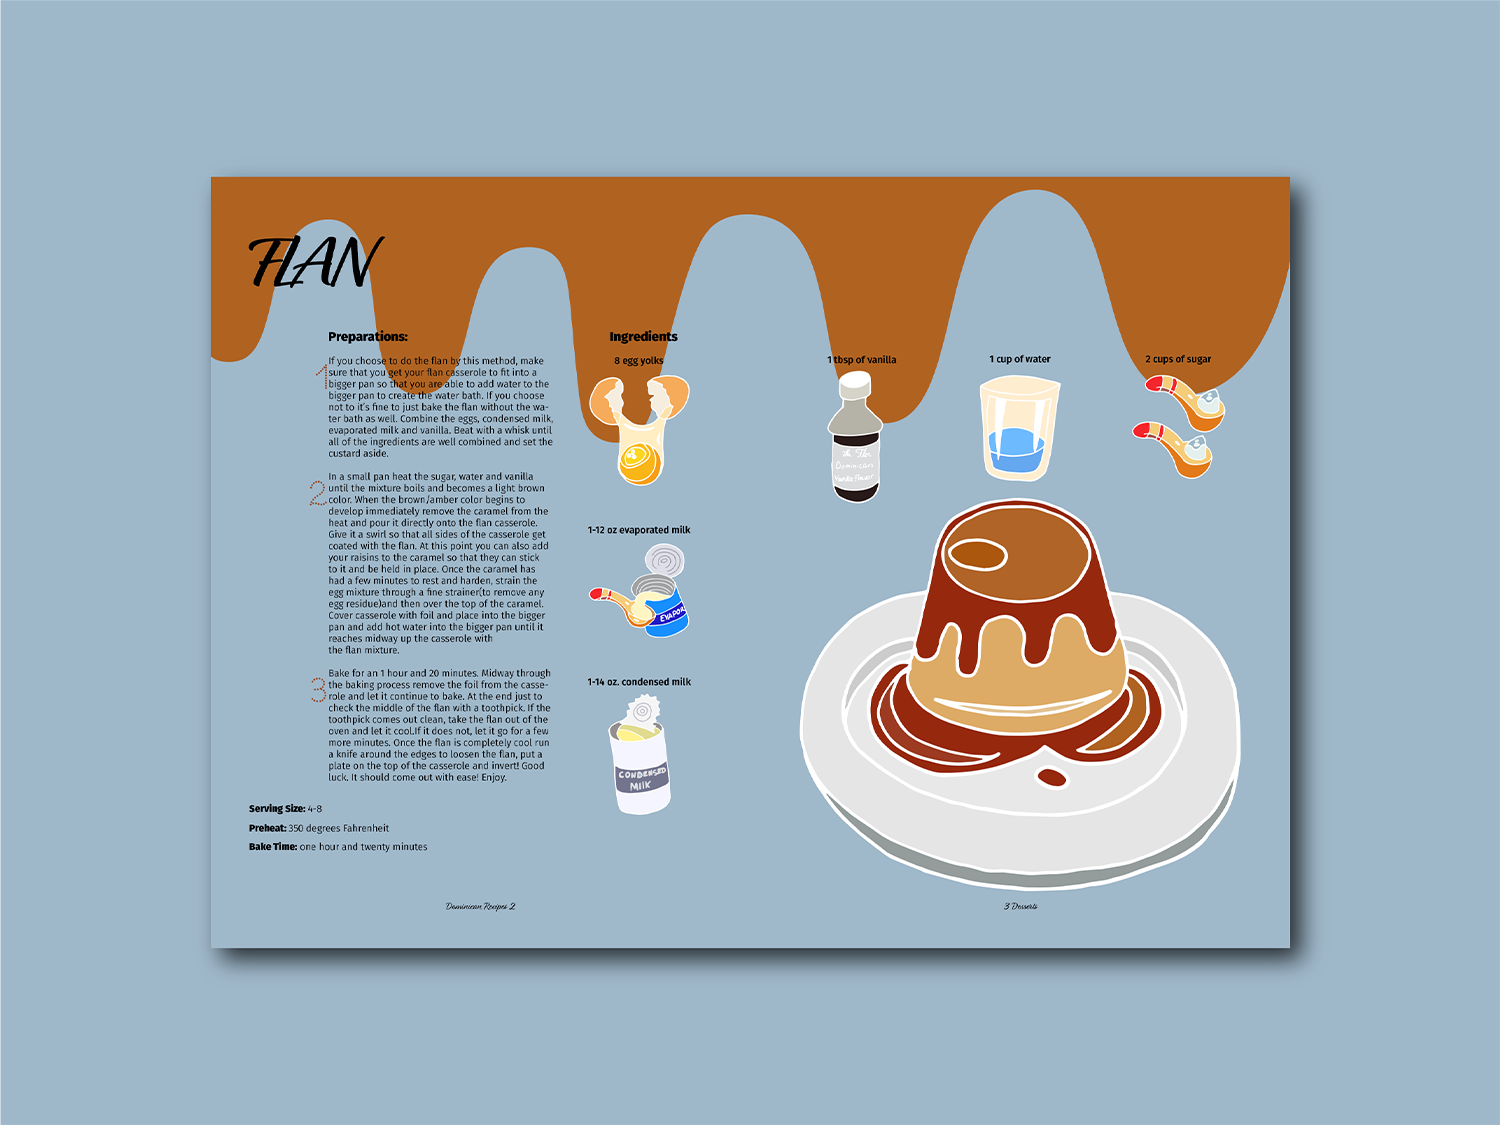 FLAN
Preparations:
1
If you choose to do the flan by this method, make
sure that you get your flan casserole to fit into a
bigger pan so that you are able to add water to the
bigger pan to create the water bath. If you choose
not to it's fine to just bake the flan without the wa-
ter bath as well. Combine the eggs, condensed milk,
evaporated milk and vanilla. Beat with a whisk until
all of the ingredients are well combined and set the
custard aside.
2
In a small pan heat the sugar, water and vanilla
until the mixture boils and becomes a light brown
color. When the brown/amber color begins to
develop immediately remove the caramel from the
heat and pour it directly onto the flan casserole.
Give it a swirl so that all sides of the casserole get
coated with the flan. At this point you can also add
your raisins to the caramel so that they can stick
to it and be held in place. Once the caramel has
had a few minutes to rest and harden, strain the
egg mixture through a fine strainer(to remove any
egg residue)and then over the top of the caramel.
Cover casserole with foil and place into the bigger
pan and add hot water into the bigger pan until it
reaches midway up the casserole with
the flan mixture.
3
Bake for an 1 hour and 20 minutes. Midway through
the baking process remove the foil from the casse-
role and let it continue to bake. At the end just to
check the middle of the flan with a toothpick. If the
toothpick comes out clean, take the flan out of the
oven and let it cool.If it does not, let it go for a few
more minutes. Once the flan is completely cool run
a knife around the edges to loosen the flan, put a
plate on the top of the casserole and invert! Good
luck. It should come out with ease! Enjoy.
Serving Size: 4-8
Preheat: 350 degrees Fahrenheit
Bake Time: one hour and twenty minutes
Dominican Recipes 2
Ingredients
8 egg yolks
1-12 oz evaporated milk
EVAPOR
1-14 oz. condensed milk
CONDENSED
MILK
1 tbsp of vanilla
Dominican
1 cup of water
2 cups of sugar
3 Desserts